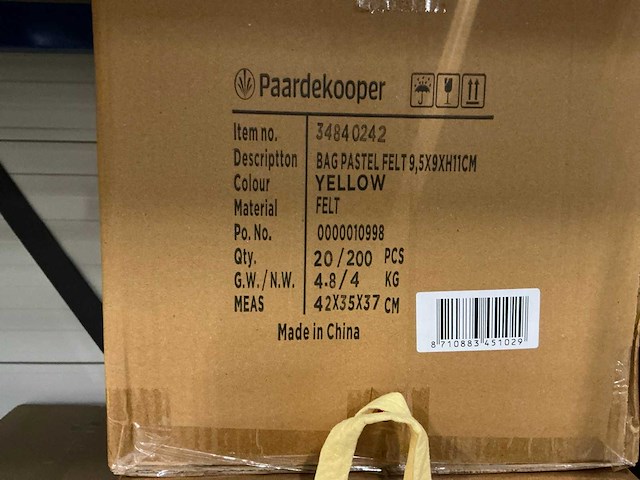 Paardekooper
Item no. 34840242
Descriptton BAG PASTEL FELT 9,5X9XH11CM
Colour YELLOW
Material FELT
Po. No. 0000010998
Qty. 20/200 PCS
G.W./N.W. 4.8/4 KG
MEAS 42X35X37 CM
Made in China
8 710883 451029